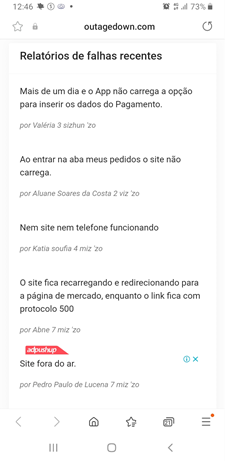 12:46
73%
outagedown.com
Relatórios de falhas recentes
Mais de um dia e o App não carrega a opção
para inserir os dados do Pagamento.
por Valéria 3 sizhun 'zo
Ao entrar na aba meus pedidos o site não
carrega.
por Aluane Soares da Costa 2 viz 'zo
Nem site nem telefone funcionando
por Katia soufia 4 miz 'zo
O site fica recarregando e redirecionando para
a página de mercado, enquanto o link fica com
protocolo 500
por Abne 7 miz 'zo
adpushup
Site fora do ar.
por Pedro Paulo de Lucena 7 miz 'zo